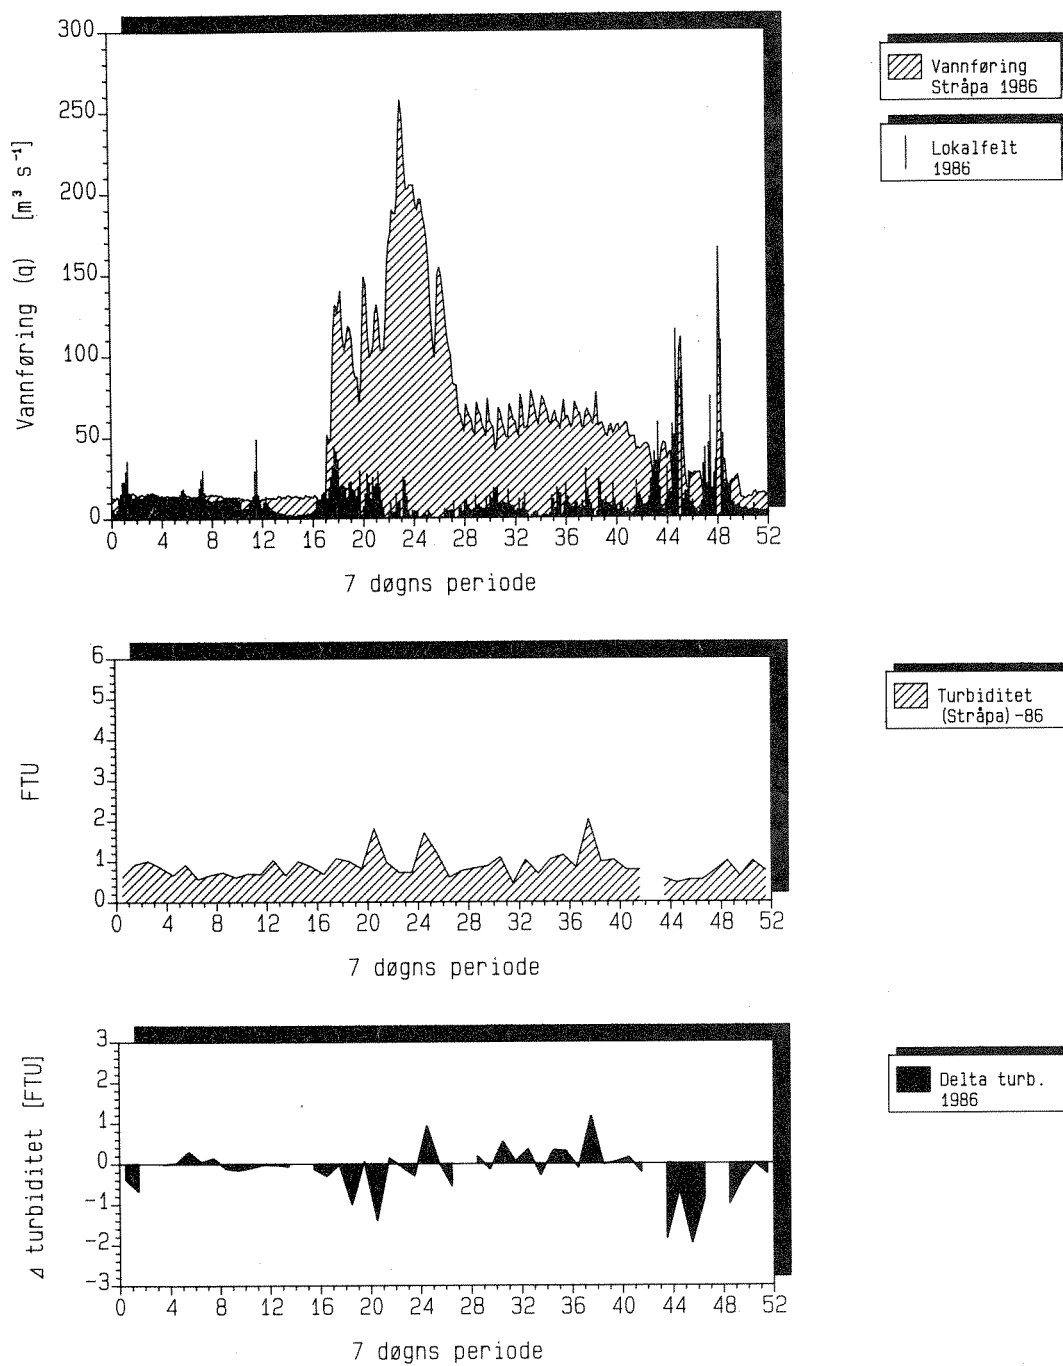 300
250
200
150
100
50
0
Vannføring (q) [m³ s⁻¹]
0 4 8 12 16 20 24 28 32 36 40 44 48 52
7 døgns periode
Vannføring
Stråpa 1986
Lokalfelt
1986
6
5
4
3
2
1
0
FTU
0 4 8 12 16 20 24 28 32 36 40 44 48 52
7 døgns periode
Turbiditet
(Stråpa)-86
3
2
1
0
-1
-2
-3
⊿ turbiditet [FTU]
0 4 8 12 16 20 24 28 32 36 40 44 48 52
7 døgns periode
Delta turb.
1986